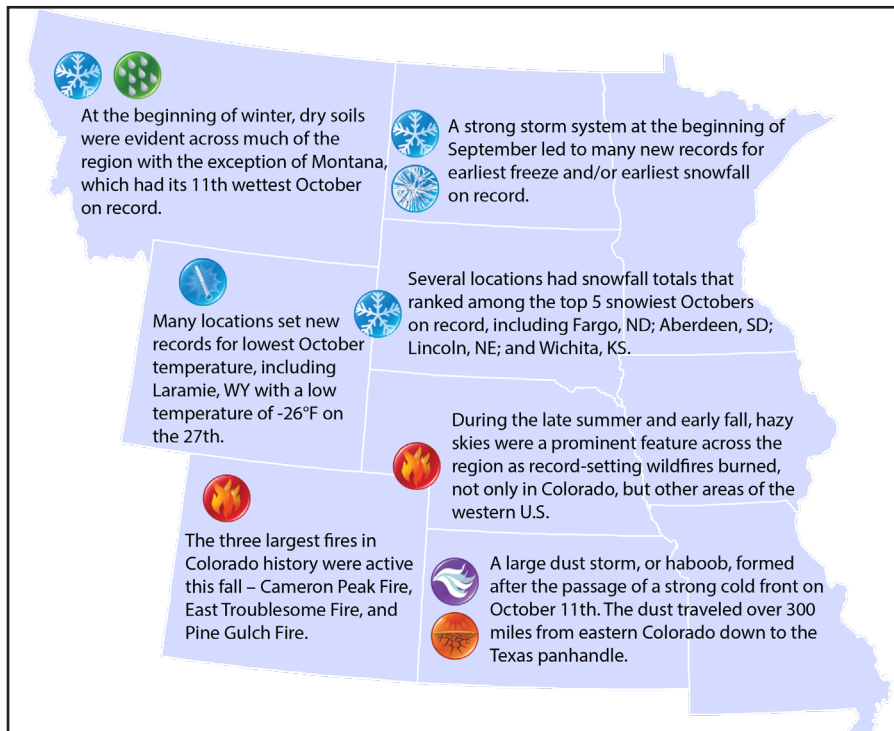 At the beginning of winter, dry soils
were evident across much of the
region with the exception of Montana,
which had its 11th wettest October
on record.
A strong storm system at the beginning of
September led to many new records for
earliest freeze and/or earliest snowfall
on record.
Many locations set new
records for lowest October
temperature, including
Laramie, WY with a low
temperature of -26°F on
the 27th.
Several locations had snowfall totals that
ranked among the top 5 snowiest Octobers
on record, including Fargo, ND; Aberdeen, SD;
Lincoln, NE; and Wichita, KS.
During the late summer and early fall, hazy
skies were a prominent feature across the
region as record-setting wildfires burned,
not only in Colorado, but other areas of the
western U.S.
The three largest fires in
Colorado history were active
this fall – Cameron Peak Fire,
East Troublesome Fire, and
Pine Gulch Fire.
A large dust storm, or haboob, formed
after the passage of a strong cold front on
October 11th. The dust traveled over 300
miles from eastern Colorado down to the
Texas panhandle.